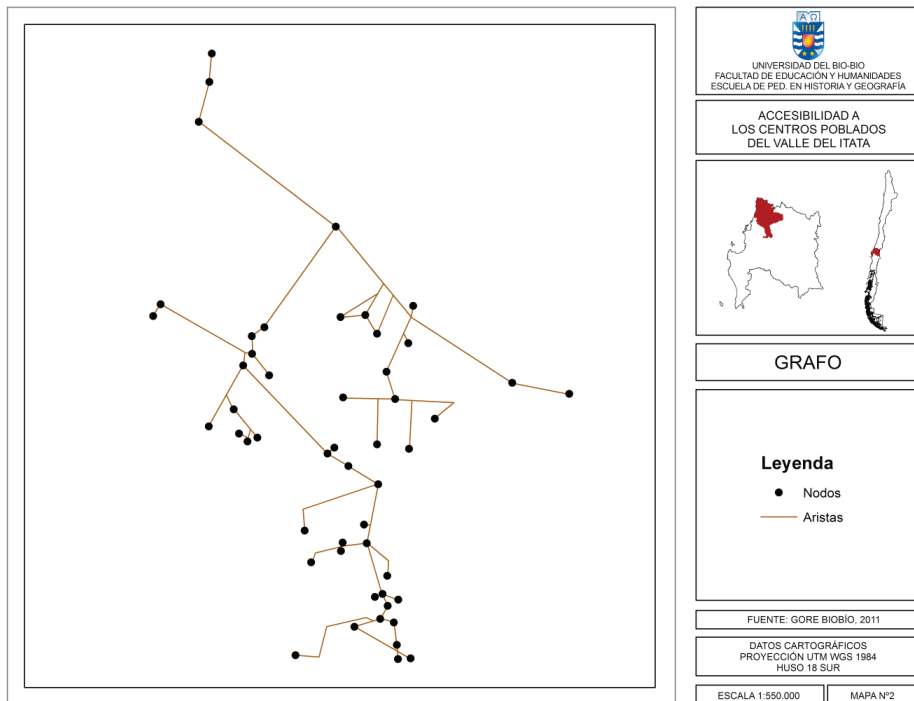 UNIVERSIDAD DEL BIO-BIO
FACULTAD DE EDUCACIÓN Y HUMANIDADES
ESCUELA DE PED. EN HISTORIA Y GEOGRAFÍA
ACCESIBILIDAD A
LOS CENTROS POBLADOS
DEL VALLE DEL ITATA
GRAFO
Leyenda
Nodos
Aristas
FUENTE: GORE BIOBÍO, 2011
DATOS CARTOGRÁFICOS
PROYECCIÓN UTM WGS 1984
HUSO 18 SUR
ESCALA 1:550.000
MAPA Nº2